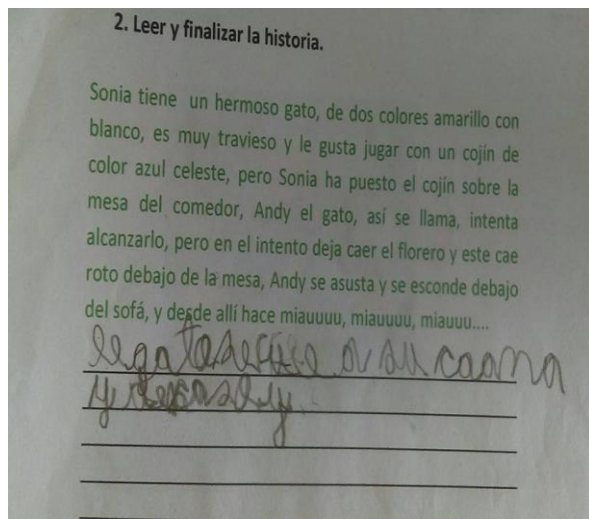 2. Leer y finalizar la historia.
Sonia tiene un hermoso gato, de dos colores amarillo con
blanco, es muy travieso y le gusta jugar con un cojín de
color azul celeste, pero Sonia ha puesto el cojín sobre la
mesa del comedor, Andy el gato, así se llama, intenta
alcanzarlo, pero en el intento deja caer el florero y este cae
roto debajo de la mesa, Andy se asusta y se esconde debajo
del sofá, y desde allí hace miauuuu, miauuuu, miauuu....
a su caama
y